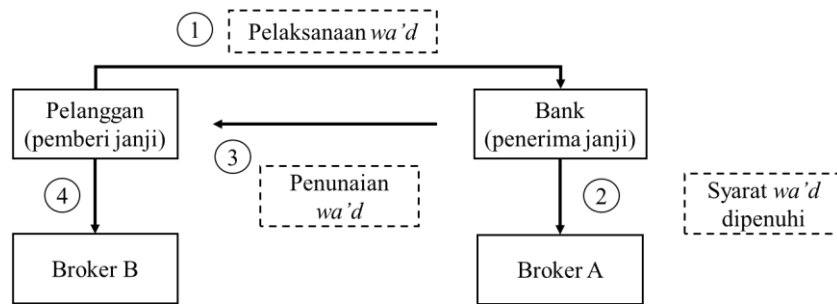 1
Pelaksanaan wa’d
Pelanggan
(pemberi janji)
Bank
(penerima janji)
3
Penunaian
wa’d
4
2
Syarat wa’d
dipenuhi
Broker B
Broker A